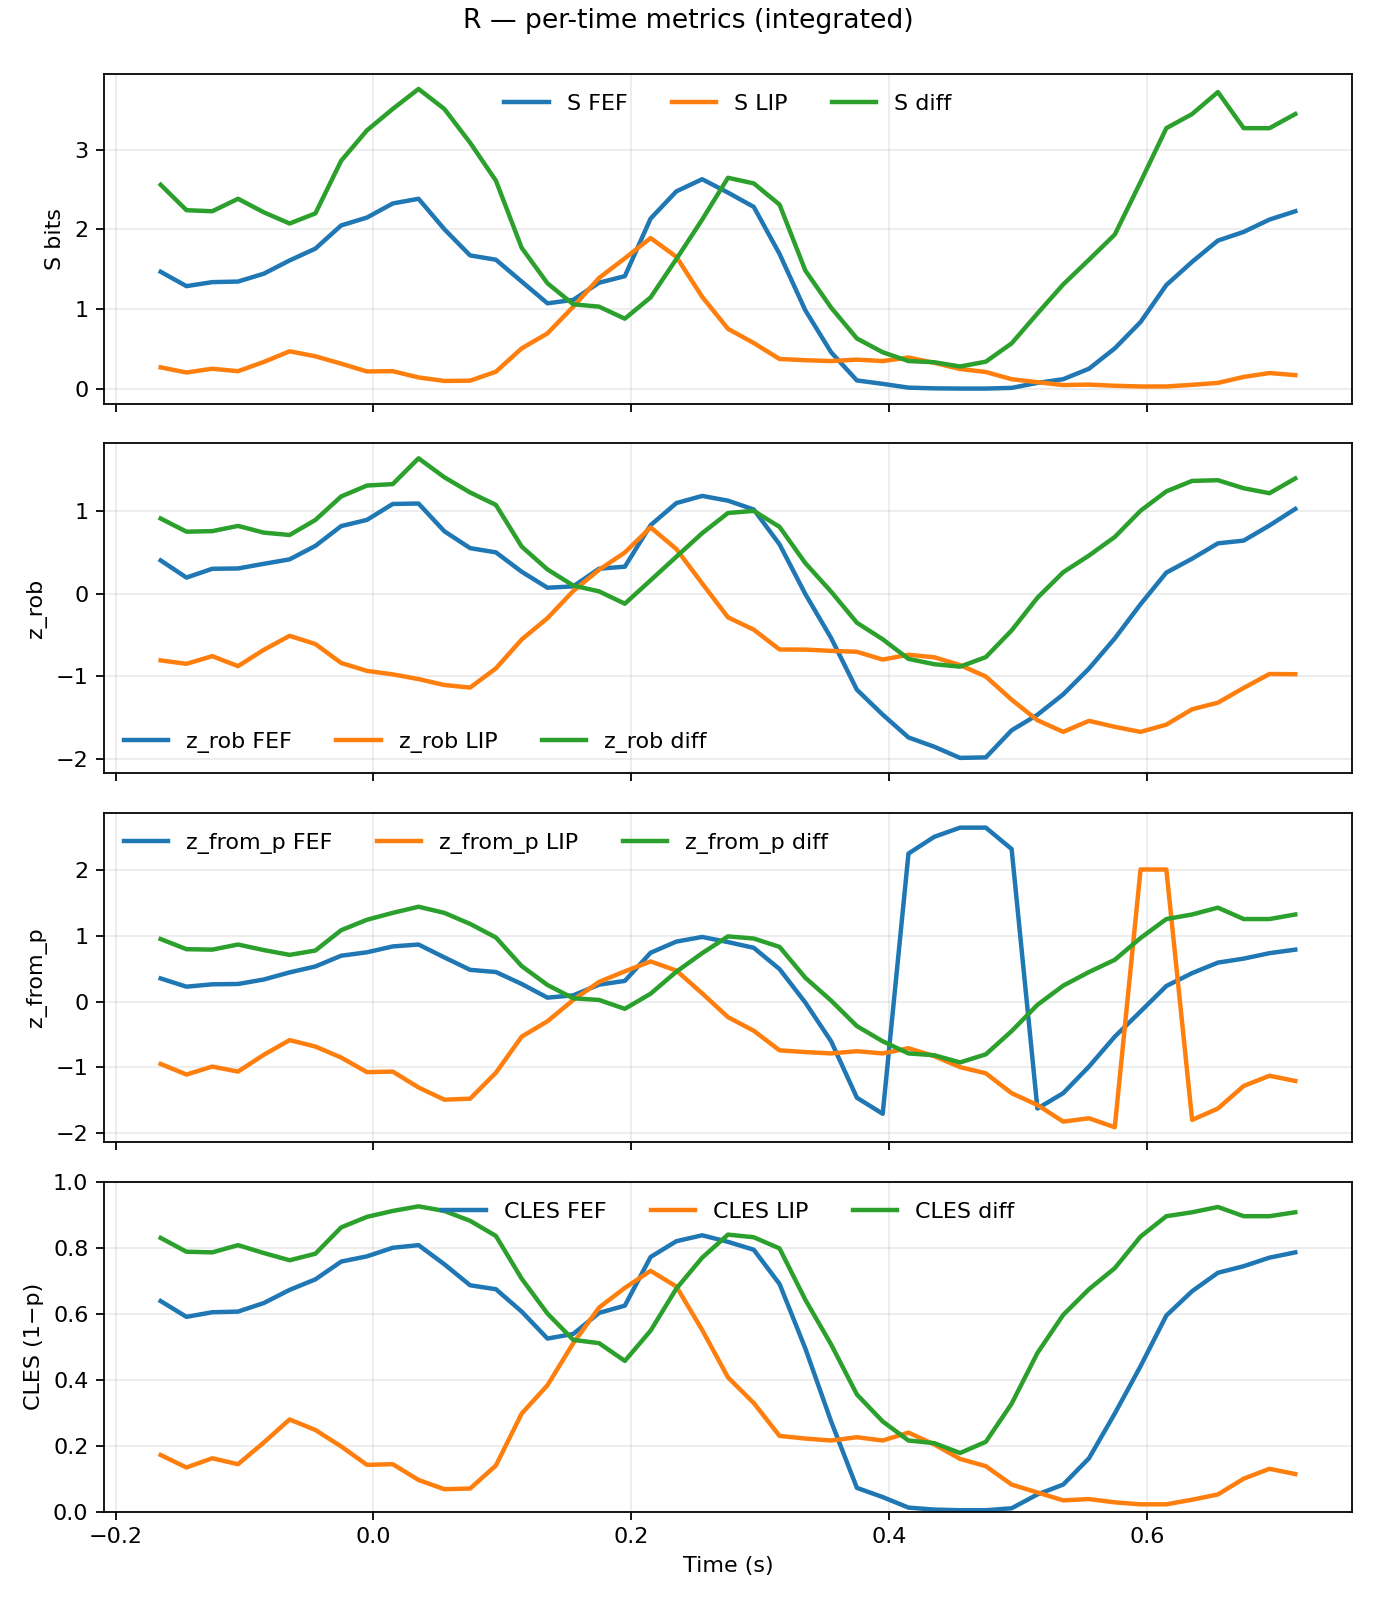 R — per-time metrics (integrated)
S FEF S LIP S diff
3
2
1
0
S bits
1
0
−1
−2
z_rob
z_rob FEF z_rob LIP z_rob diff
z_from_p FEF z_from_p LIP z_from_p diff
2
1
0
−1
−2
z_from_p
1.0
0.8
0.6
0.4
0.2
0.0
CLES (1−p)
CLES FEF CLES LIP CLES diff
−0.2 0.0 0.2 0.4 0.6
Time (s)